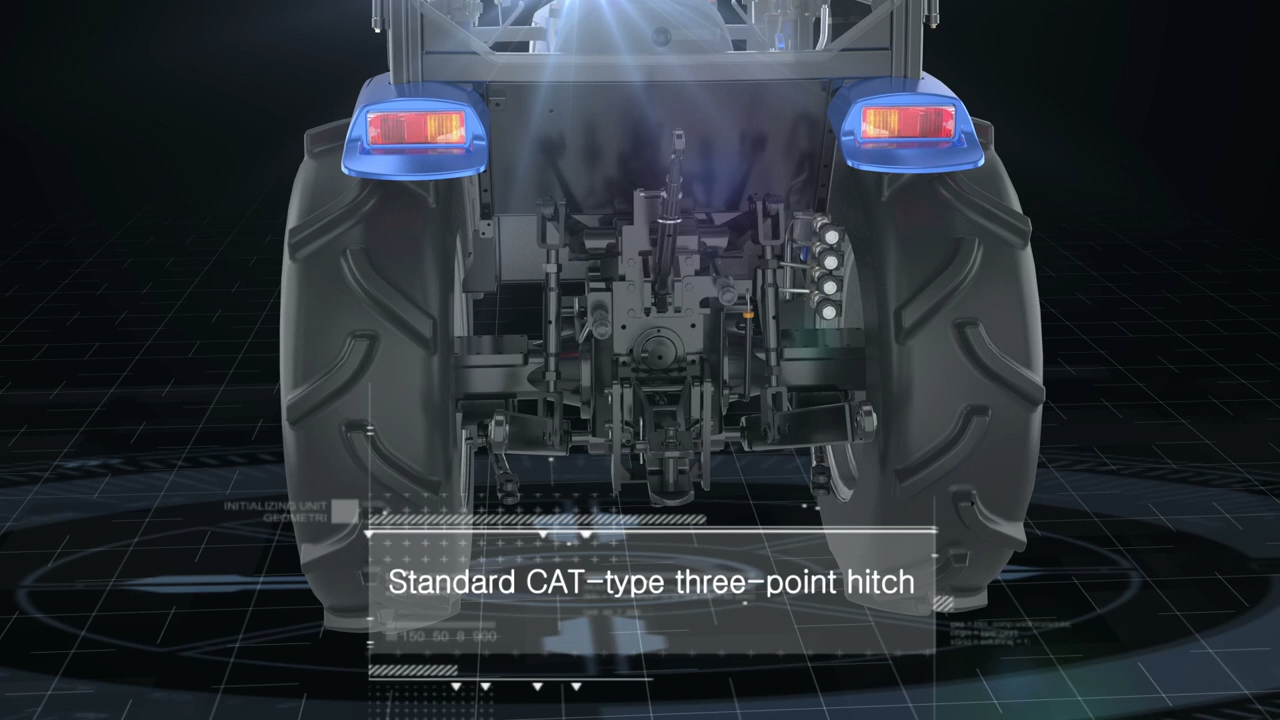 INITIALIZING UNIT
GEOMETRI
Standard CAT-type three-point hitch
150 50 8 900